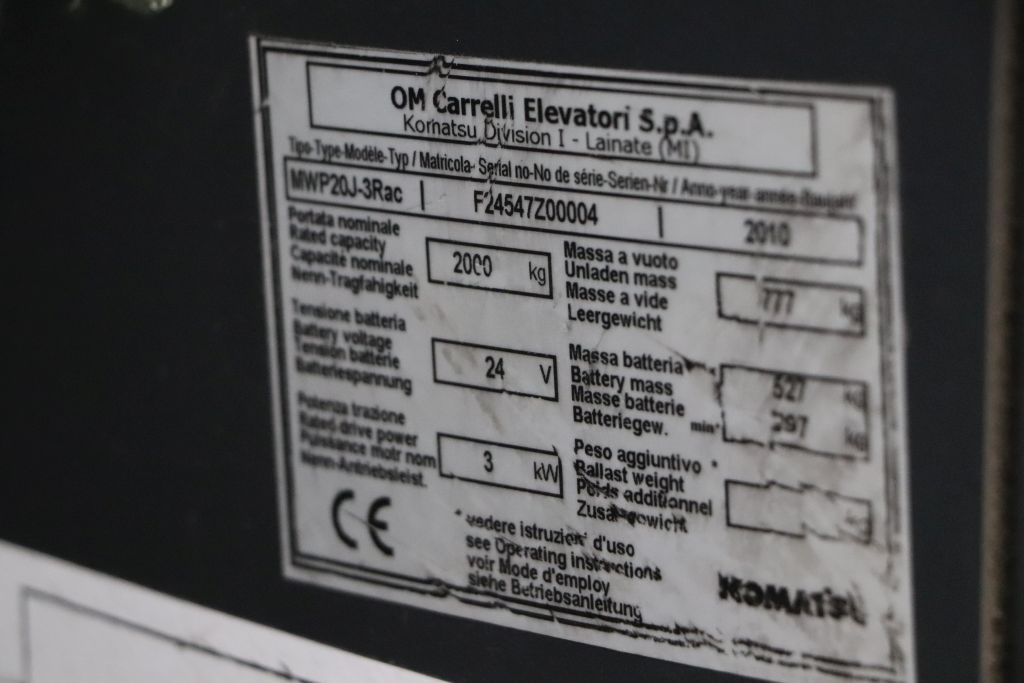 OM Carrelli Elevatori S.p.A.
Komatsu Division I - Lainate (MI)
Tipo-Type-Modèle-Typ / Matricola- Serial no-No de série-Serien-Nr / Anno-year-année-Baujahr
MWP20J-3Rac | F24547Z00004 | 2010
Portata nominale
Rated capacity
Capacité nominale
Nenn-Tragfähigkeit
2000 kg
Massa a vuoto
Unladen mass
Masse a vide
Leergewicht
777 kg
Tensione batteria
Battery voltage
Tension batterie
Batteriespannung
24 V
Massa batteria
Battery mass
Masse batterie
Batteriegew. min*
kg
kg
Potenza trazione
Rated drive power
Puissance motr nom
Nenn-Antriebsleist.
3 kW
Peso aggiuntivo *
Ballast weight
Poids additionnel
Zusatzgewicht
CE
* vedere istruzioni d'uso
see Operating instructions
voir Mode d'employ
siehe Betriebsanleitung
KOMATSU